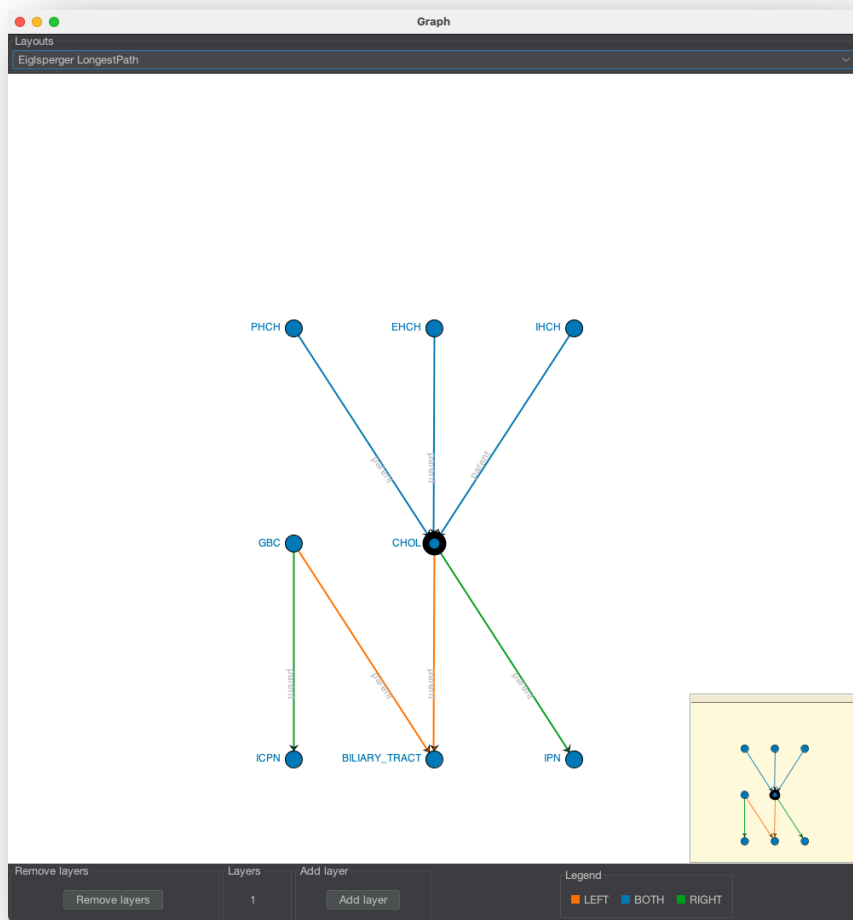 Graph
Layouts
Eiglsperger LongestPath
PHCH EHCH IHCH
parent parent parent
GBC CHOL
parent parent parent parent
ICPN BILIARY_TRACT IPN
Remove layers Layers Add layer Legend
Remove layers 1 Add layer LEFT BOTH RIGHT